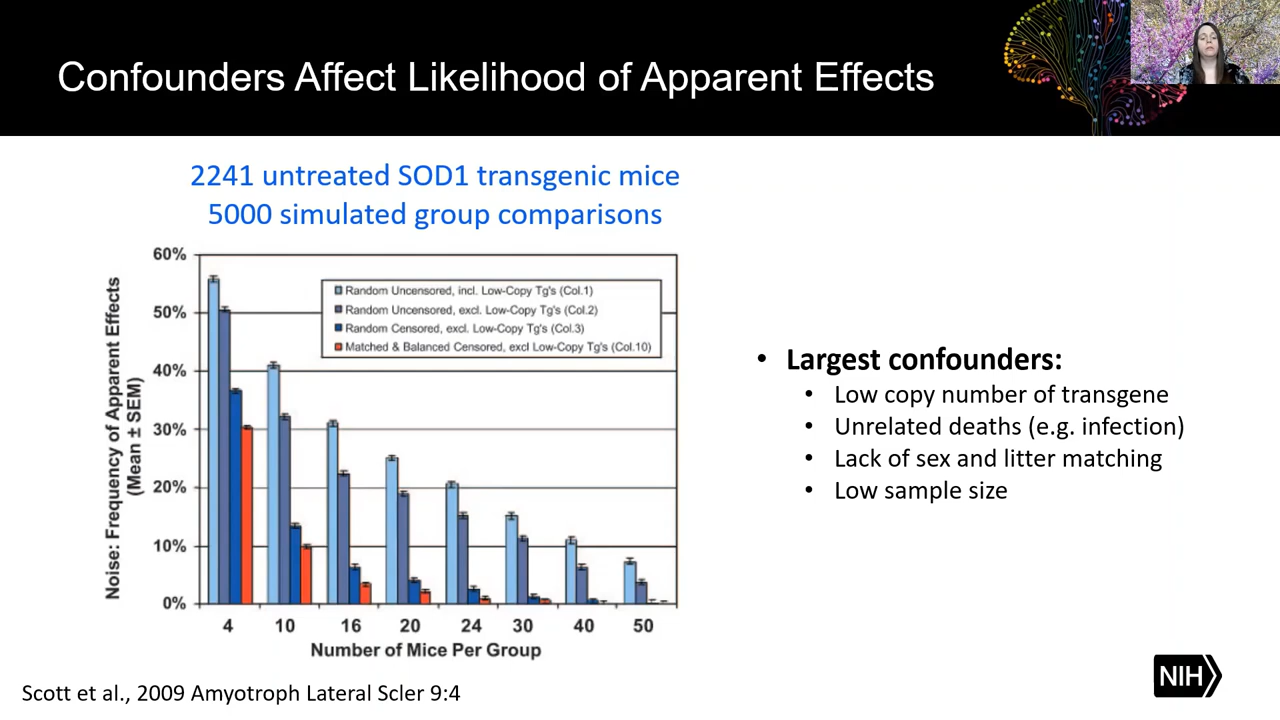 Confounders Affect Likelihood of Apparent Effects
2241 untreated SOD1 transgenic mice
5000 simulated group comparisons
Noise: Frequency of Apparent Effects
(Mean ± SEM)
60%
50%
40%
30%
20%
10%
0%
Random Uncensored, incl. Low-Copy Tg's (Col.1)
Random Uncensored, excl. Low-Copy Tg's (Col.2)
Random Censored, excl. Low-Copy Tg's (Col.3)
Matched & Balanced Censored, excl Low-Copy Tg's (Col.10)
4 10 16 20 24 30 40 50
Number of Mice Per Group
• Largest confounders:
• Low copy number of transgene
• Unrelated deaths (e.g. infection)
• Lack of sex and litter matching
• Low sample size
Scott et al., 2009 Amyotroph Lateral Scler 9:4
NIH